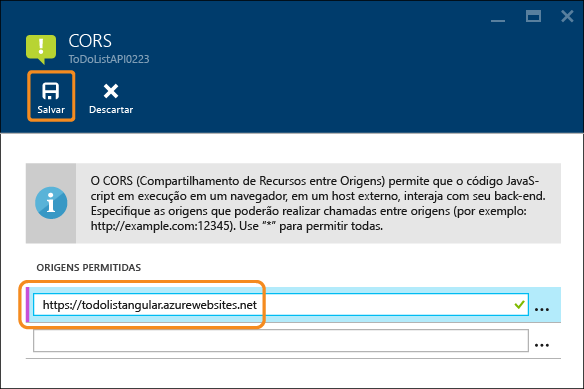 CORS
ToDoListAPI0223
Salvar
Descartar
O CORS (Compartilhamento de Recursos entre Origens) permite que o código JavaS-
cript em execução em um navegador, em um host externo, interaja com seu back-end.
Especifique as origens que poderão realizar chamadas entre origens (por exemplo:
http://example.com:12345). Use "*" para permitir todas.
ORIGENS PERMITIDAS
https://todolistangular.azurewebsites.net